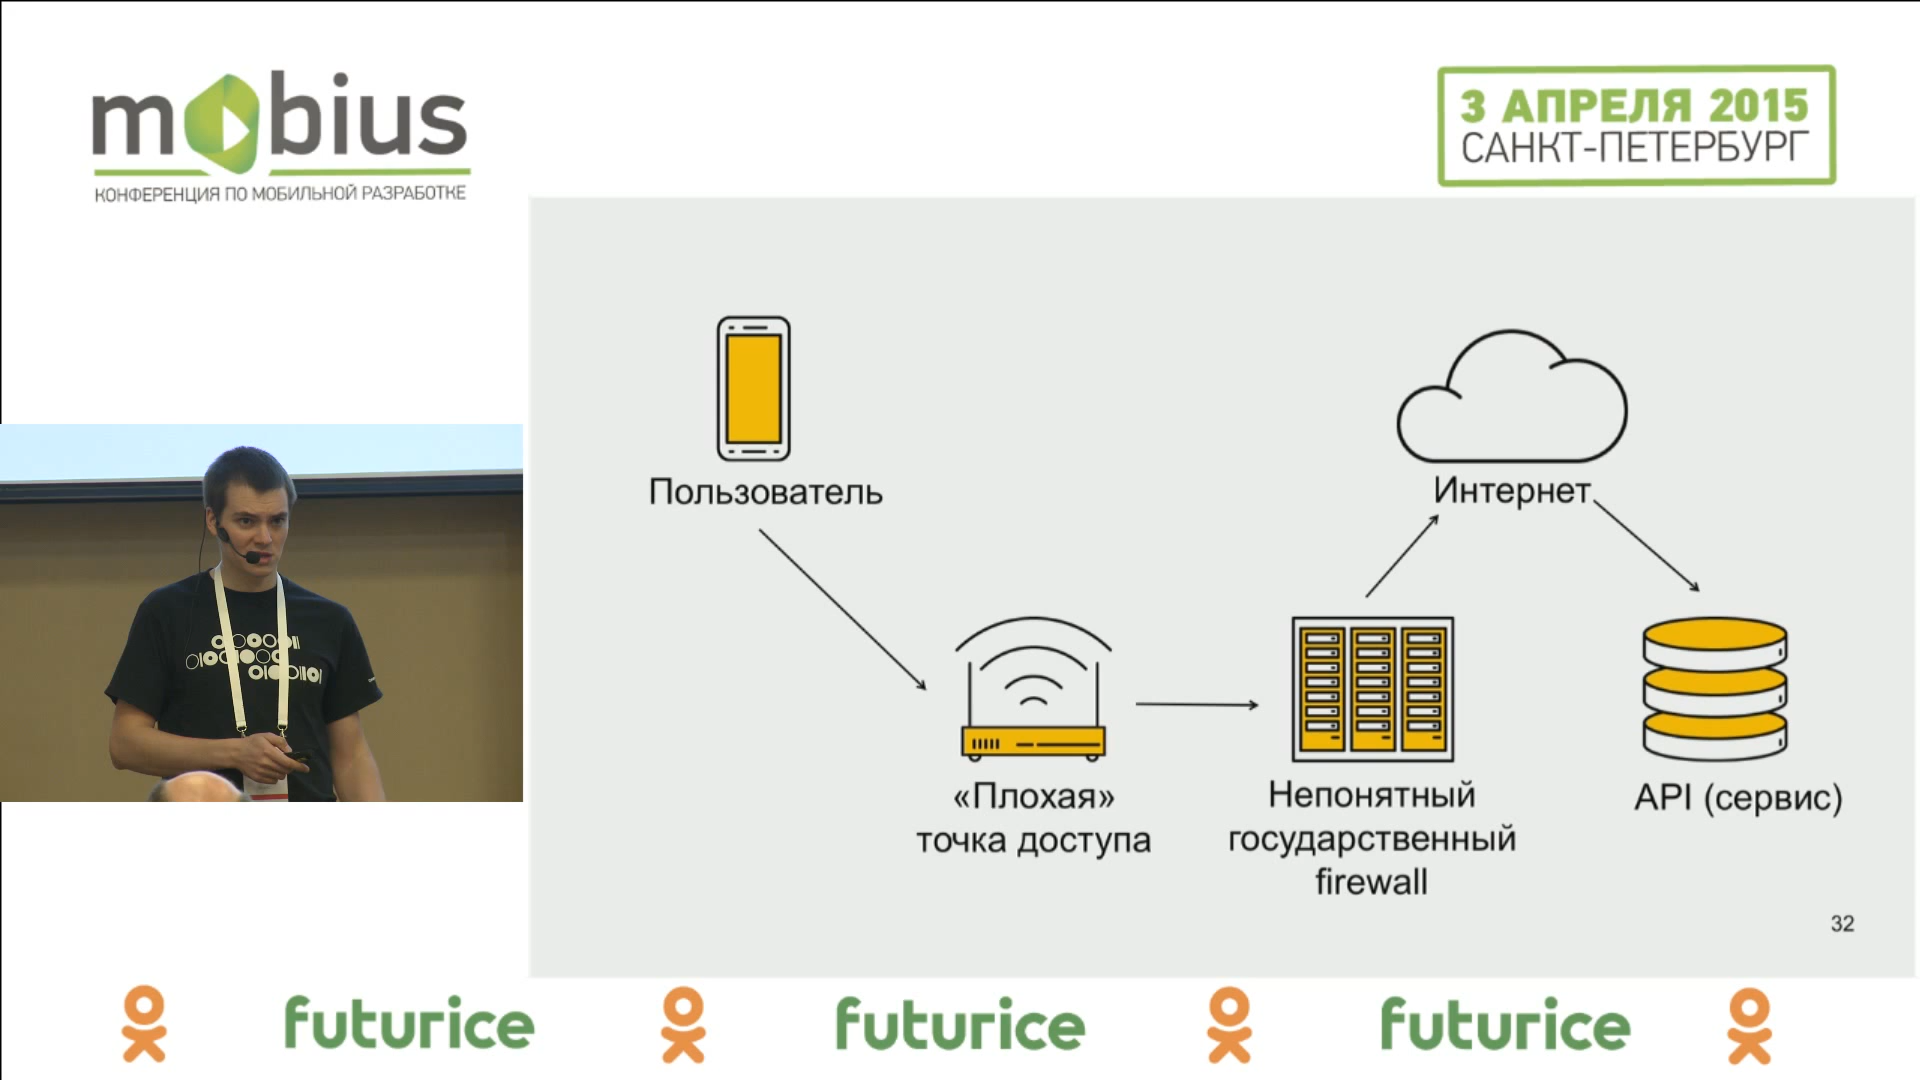 mobius
КОНФЕРЕНЦИЯ ПО МОБИЛЬНОЙ РАЗРАБОТКЕ
3 АПРЕЛЯ 2015
САНКТ-ПЕТЕРБУРГ
Пользователь
Интернет
«Плохая»
точка доступа
Непонятный
государственный
firewall
API (сервис)
32
futurice
futurice
futurice